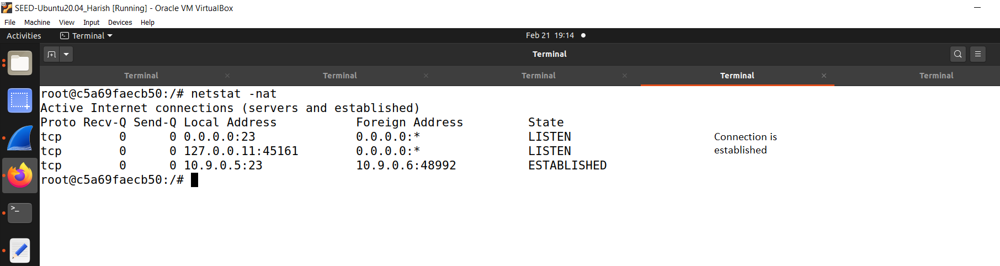 SEED-Ubuntu20.04_Harish [Running] - Oracle VM VirtualBox
File Machine View Input Devices Help
Activities Terminal Feb 21 19:14
Terminal
Terminal Terminal Terminal Terminal Terminal
root@c5a69faecb50:/# netstat -nat
Active Internet connections (servers and established)
Proto Recv-Q Send-Q Local Address Foreign Address State
tcp 0 0 0.0.0.0:23 0.0.0.0:* LISTEN
tcp 0 0 127.0.0.11:45161 0.0.0.0:* LISTEN
tcp 0 0 10.9.0.5:23 10.9.0.6:48992 ESTABLISHED
root@c5a69faecb50:/#
Connection is
established